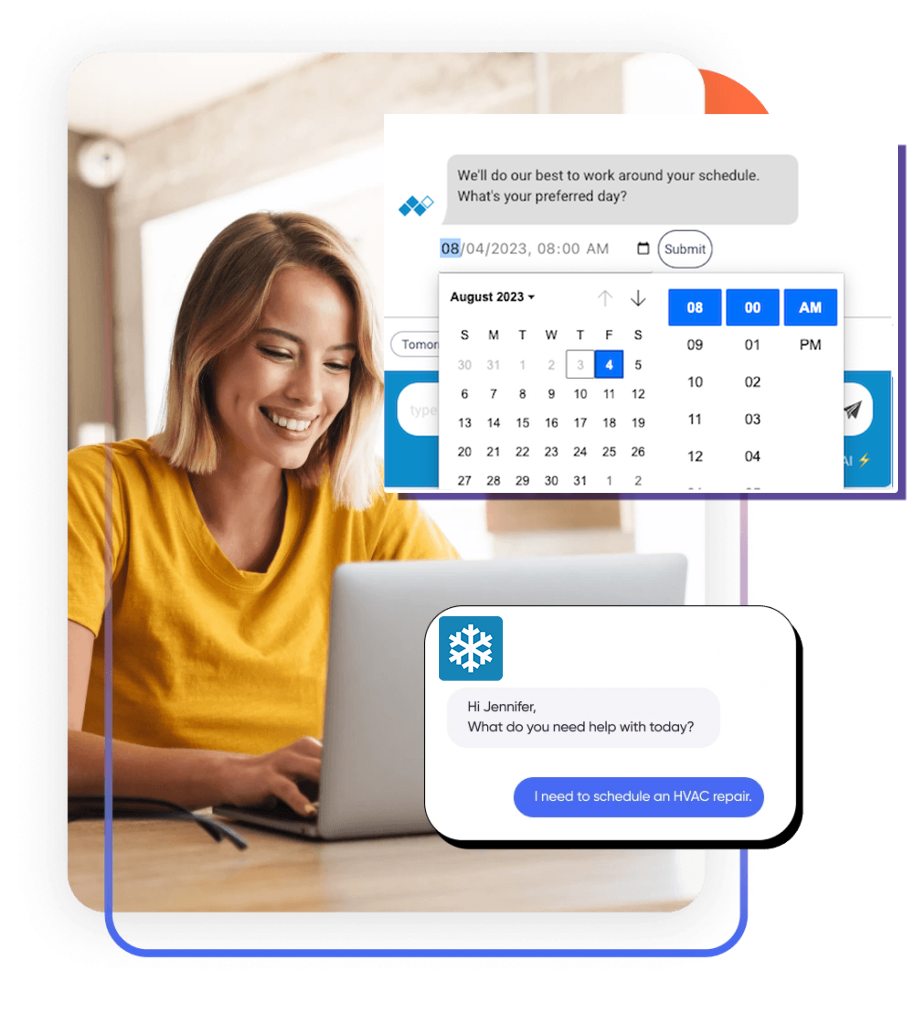 We'll do our best to work around your schedule.
What's your preferred day?
08/04/2023, 08:00 AM
Submit
August 2023
08 00 AM
S M T W T F S
09 01 PM
30 31 1 2 3 4 5
10 02
6 7 8 9 10 11 12
11 03
13 14 15 16 17 18 19
12 04
20 21 22 23 24 25 26
27 28 29 30 31 1 2
Tomor
type
AI
Hi Jennifer,
What do you need help with today?
I need to schedule an HVAC repair.